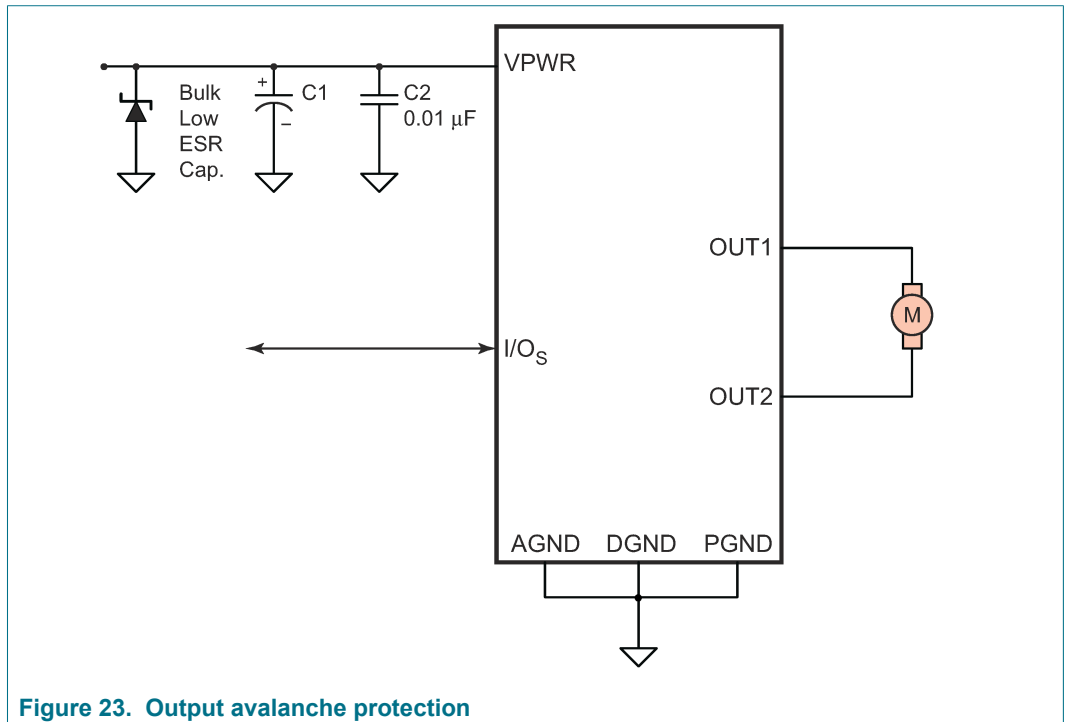 VPWR
Bulk
Low
ESR
Cap.
+
C1
–
C2
0.01 μF
OUT1
M
I/O_S
OUT2
AGND DGND PGND
Figure 23. Output avalanche protection